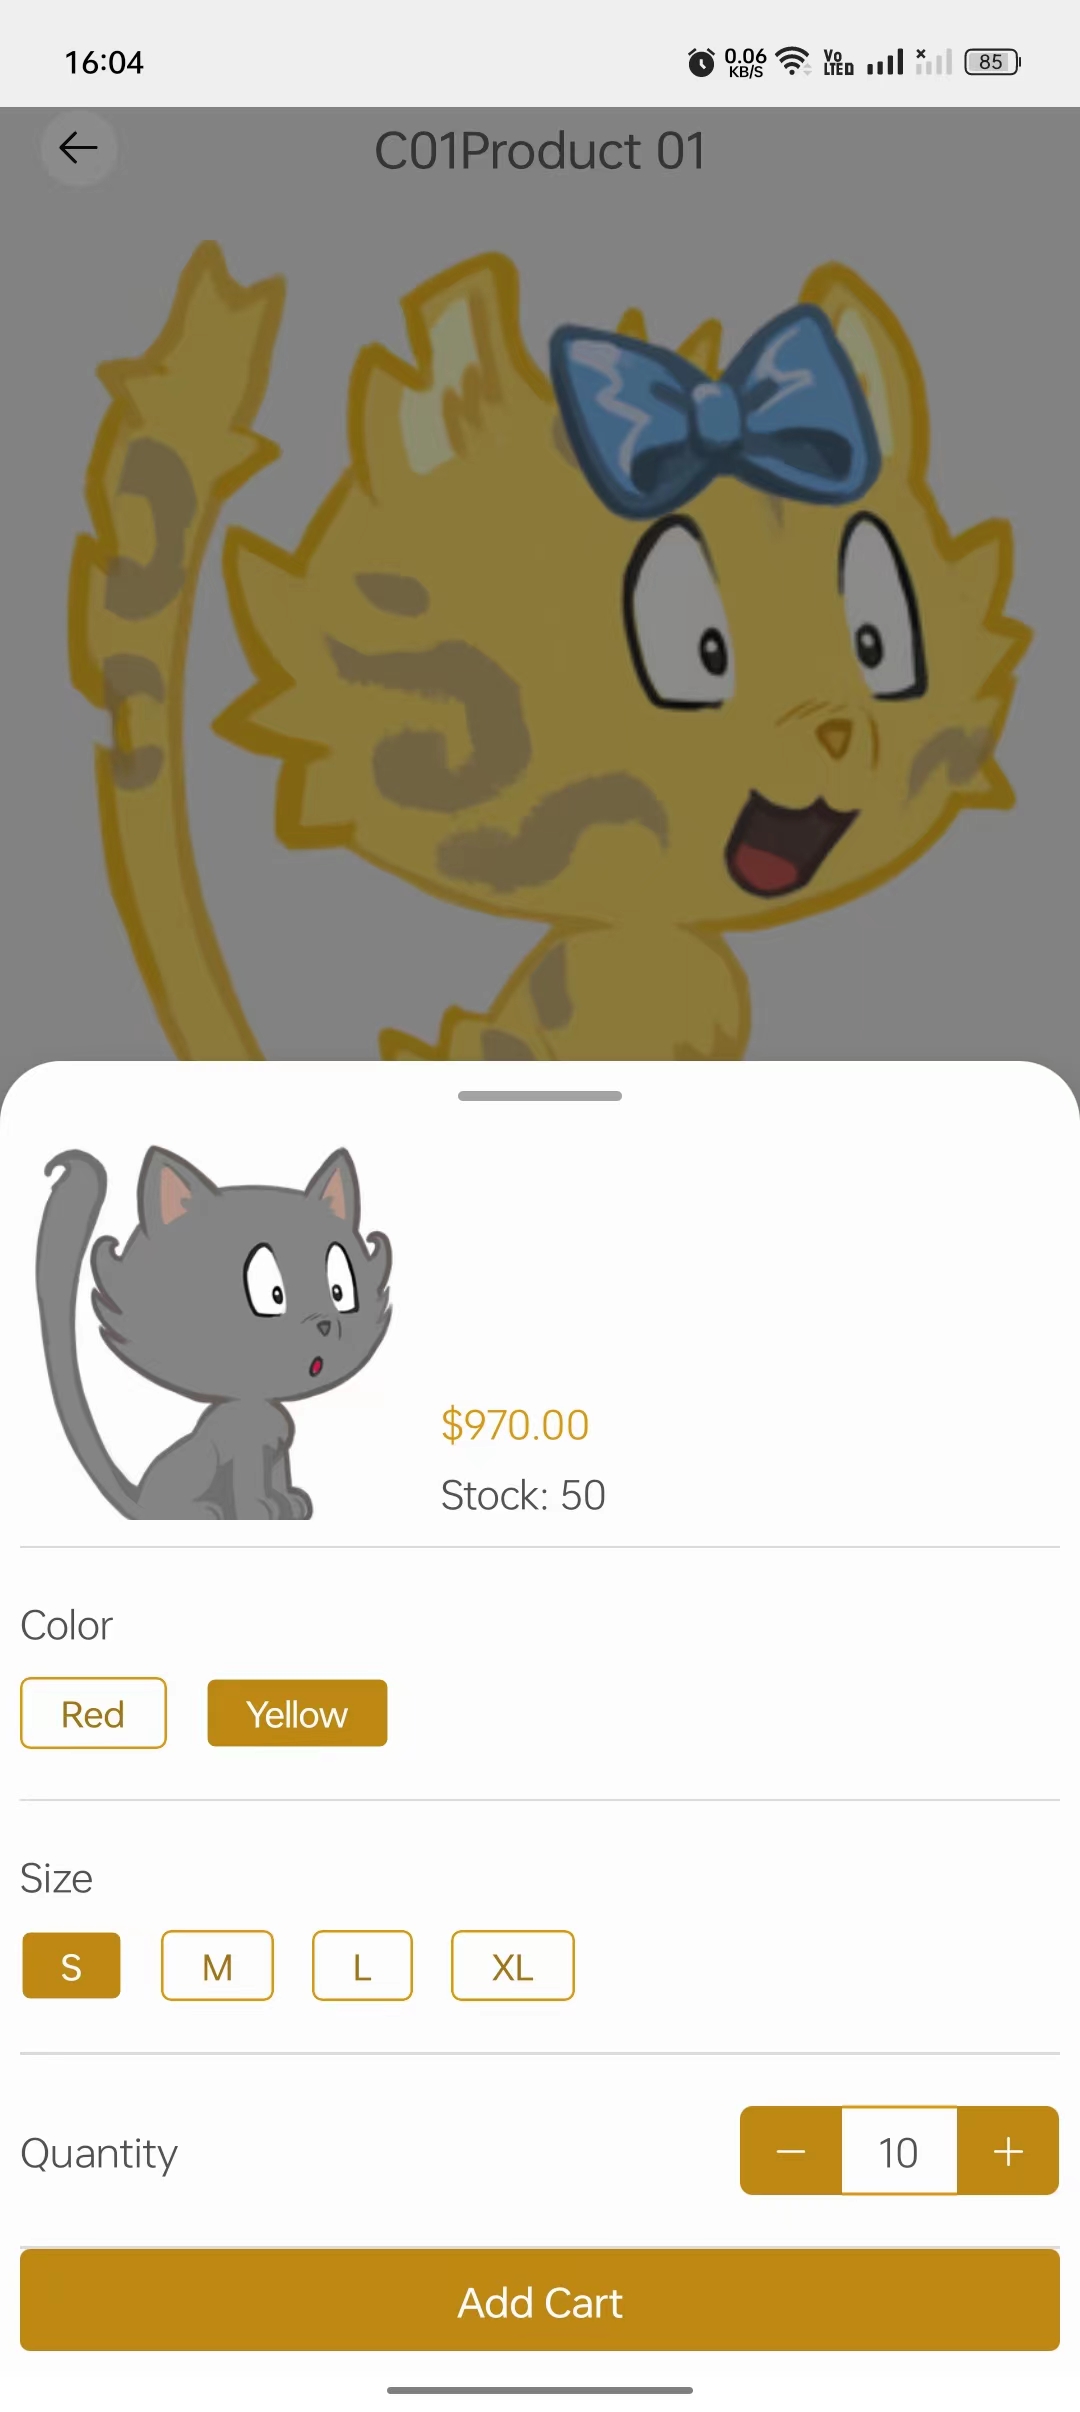 16:04
0.06
KB/S
Vo
LTE D
85
C01Product 01
$970.00
Stock: 50
Color
Red Yellow
Size
S M L XL
Quantity
10
Add Cart